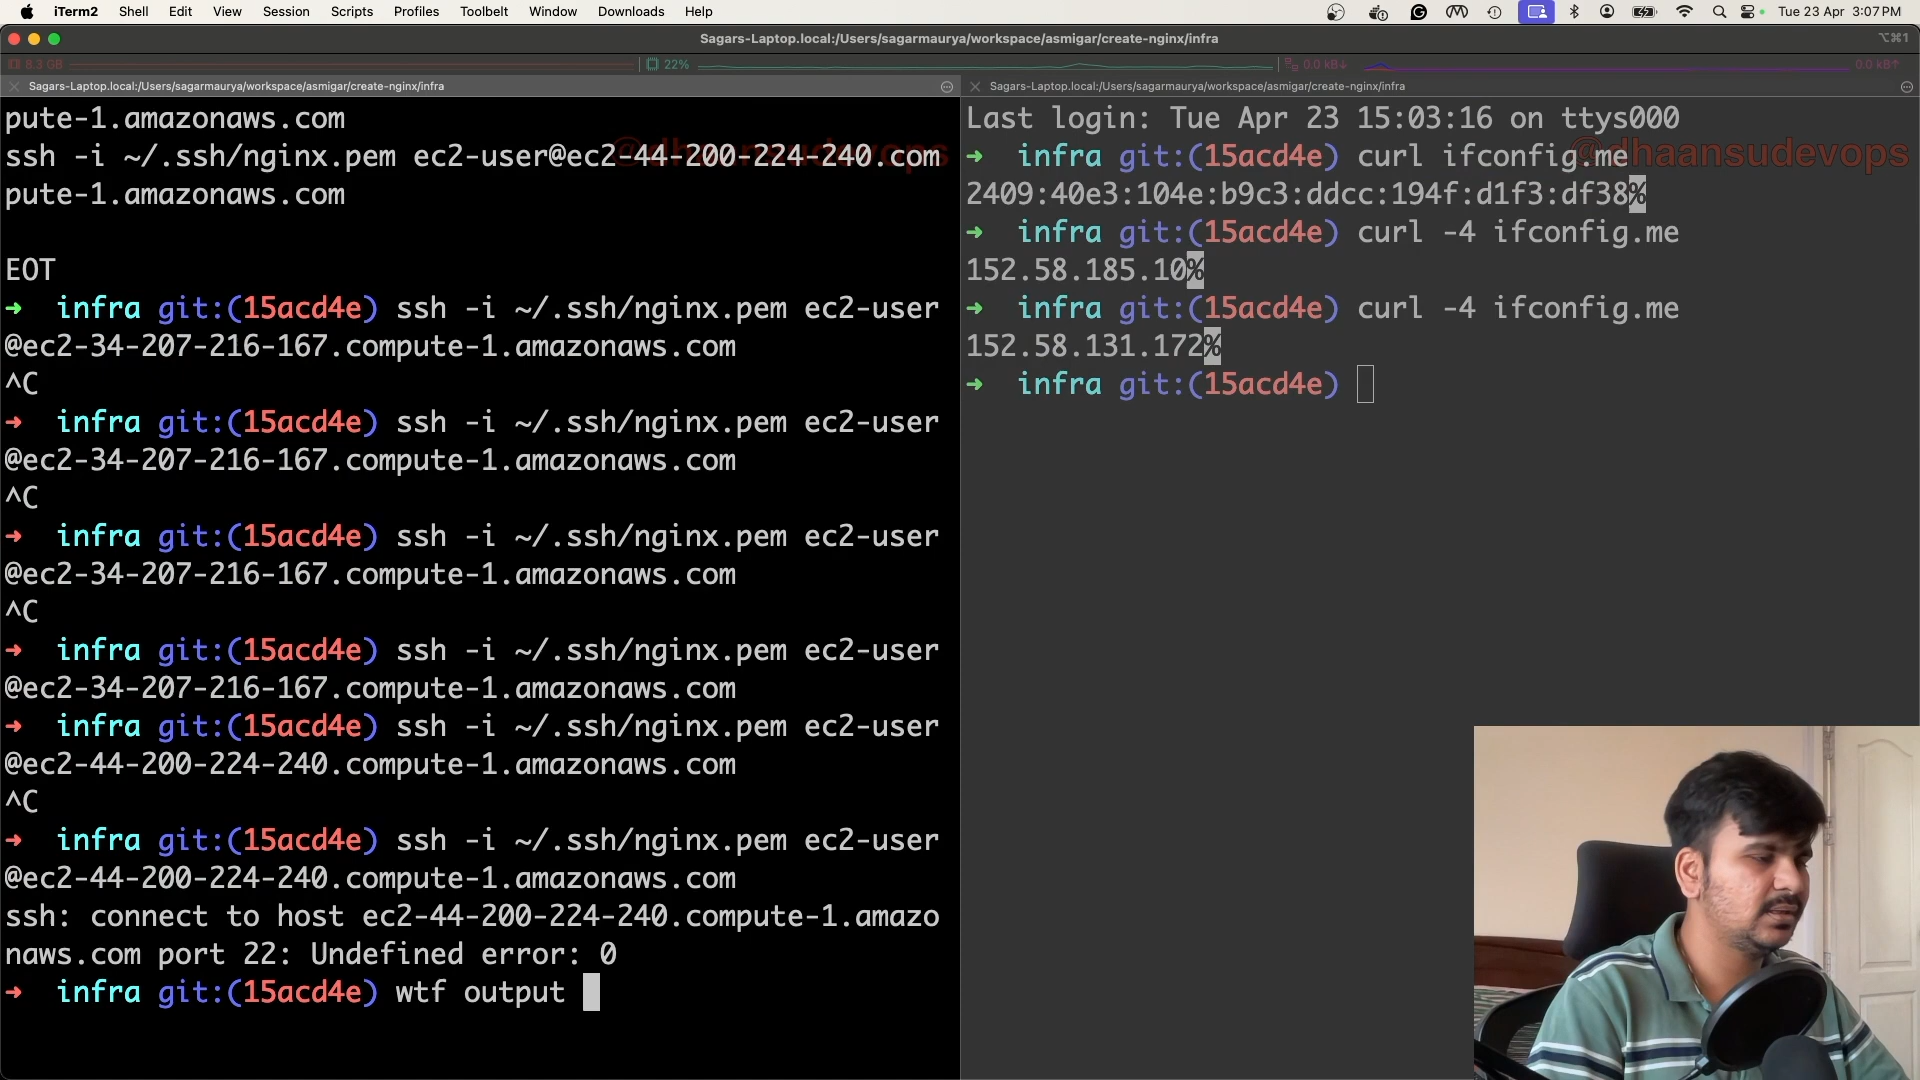 iTerm2 Shell Edit View Session Scripts Profiles Toolbelt Window Downloads Help Tue 23 Apr 3:07 PM
Sagars-Laptop.local:/Users/sagarmaurya/workspace/asmigar/create-nginx/infra ⌥⌘1
8.3 GB 22% 0.0 kB↓ 0.0 kB↑
Sagars-Laptop.local:/Users/sagarmaurya/workspace/asmigar/create-nginx/infra
pute-1.amazonaws.com
ssh -i ~/.ssh/nginx.pem ec2-user@ec2-44-200-224-240.com
pute-1.amazonaws.com
EOT
➜ infra git:(15acd4e) ssh -i ~/.ssh/nginx.pem ec2-user
@ec2-34-207-216-167.compute-1.amazonaws.com
^C
➜ infra git:(15acd4e) ssh -i ~/.ssh/nginx.pem ec2-user
@ec2-34-207-216-167.compute-1.amazonaws.com
^C
➜ infra git:(15acd4e) ssh -i ~/.ssh/nginx.pem ec2-user
@ec2-34-207-216-167.compute-1.amazonaws.com
^C
➜ infra git:(15acd4e) ssh -i ~/.ssh/nginx.pem ec2-user
@ec2-34-207-216-167.compute-1.amazonaws.com
➜ infra git:(15acd4e) ssh -i ~/.ssh/nginx.pem ec2-user
@ec2-44-200-224-240.compute-1.amazonaws.com
^C
➜ infra git:(15acd4e) ssh -i ~/.ssh/nginx.pem ec2-user
@ec2-44-200-224-240.compute-1.amazonaws.com
ssh: connect to host ec2-44-200-224-240.compute-1.amazo
naws.com port 22: Undefined error: 0
➜ infra git:(15acd4e) wtf output
Sagars-Laptop.local:/Users/sagarmaurya/workspace/asmigar/create-nginx/infra
Last login: Tue Apr 23 15:03:16 on ttys000
➜ infra git:(15acd4e) curl ifconfig.me
2409:40e3:104e:b9c3:ddcc:194f:d1f3:df38%
➜ infra git:(15acd4e) curl -4 ifconfig.me
152.58.185.10%
➜ infra git:(15acd4e) curl -4 ifconfig.me
152.58.131.172%
➜ infra git:(15acd4e)
@dhaansudevops
@dhaansudevops